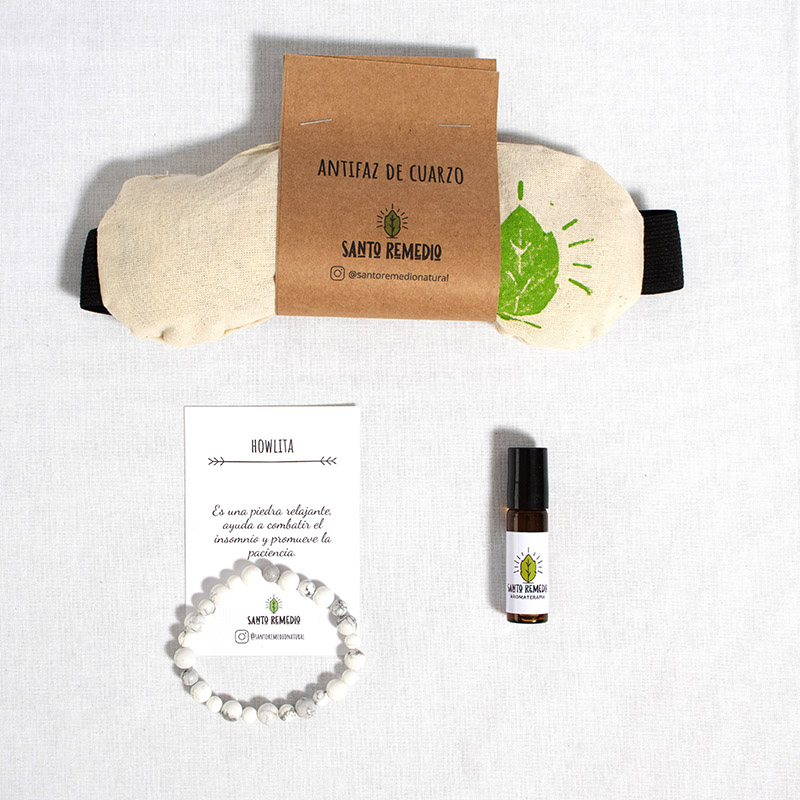 ANTIFAZ DE CUARZO
SANTO REMEDIO
@santoremedionatural
HOWLITA
Es una piedra relajante,
ayuda a combatir el
insomnio y promueve la
paciencia.
SANTO REMEDIO
@SANTOREMEDIONATURAL
SANTO REMEDIO
AROMATERAPIA